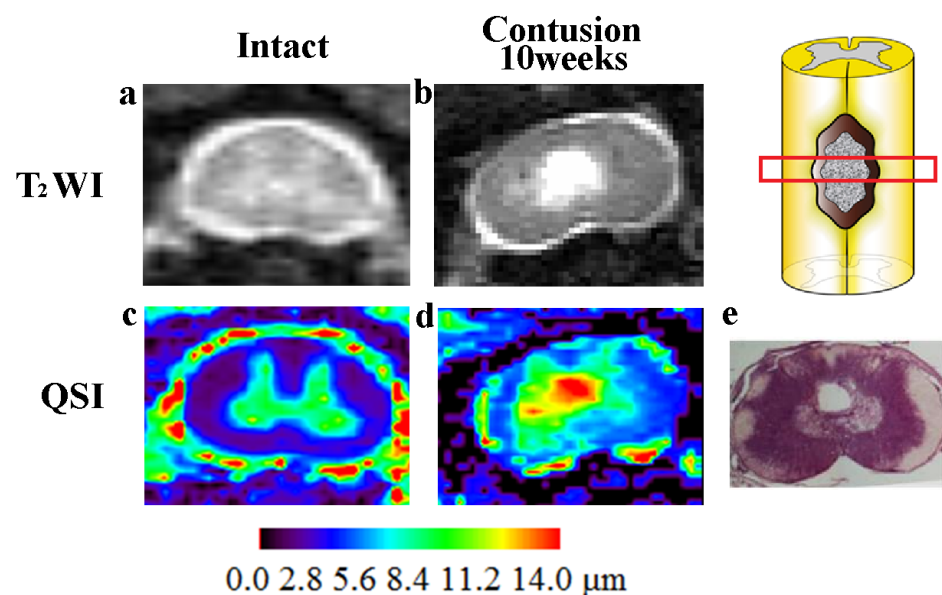 Intact
Contusion
10weeks
a
b
T₂WI
c
d
e
QSI
0.0 2.8 5.6 8.4 11.2 14.0 μm